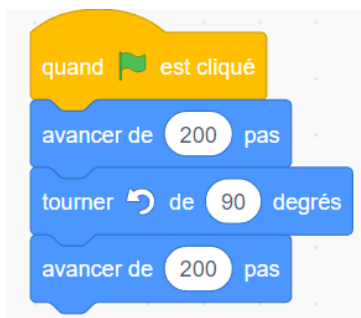 quand est cliqué
avancer de 200 pas
tourner de 90 degrés
avancer de 200 pas